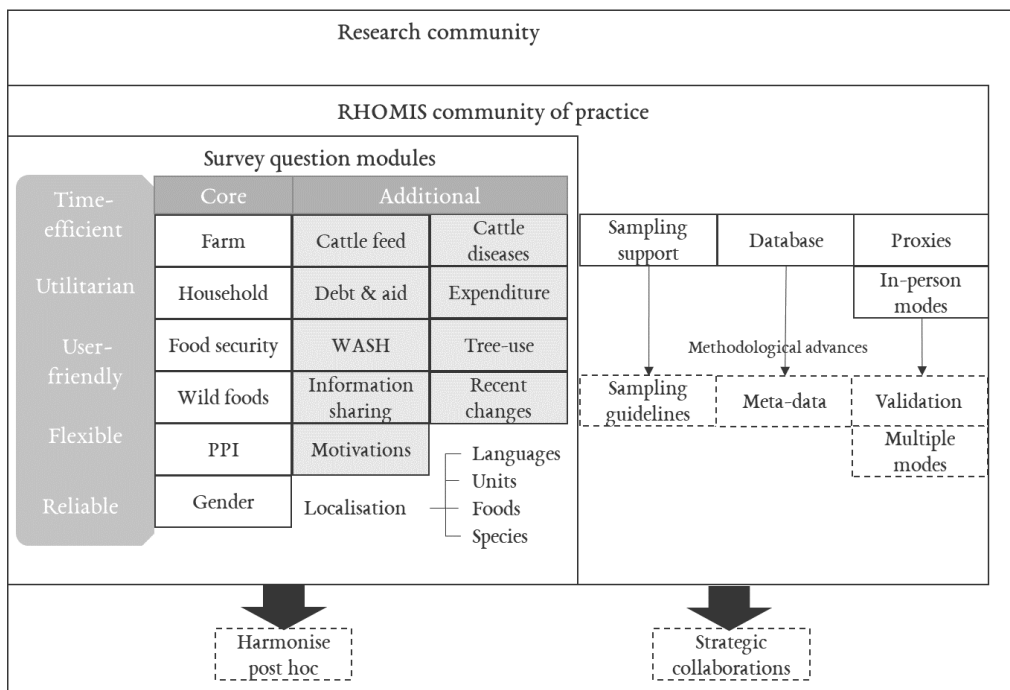 Research community
RHOMIS community of practice
Survey question modules
Time-
efficient
Utilitarian
User-
friendly
Flexible
Reliable
Core
Additional
Farm
Cattle feed
Cattle
diseases
Household
Debt & aid
Expenditure
Food security
WASH
Tree-use
Wild foods
Information
sharing
Recent
changes
PPI
Motivations
Gender
Localisation
Languages
Units
Foods
Species
Sampling
support
Database
Proxies
In-person
modes
Methodological advances
Sampling
guidelines
Meta-data
Validation
Multiple
modes
Harmonise
post hoc
Strategic
collaborations